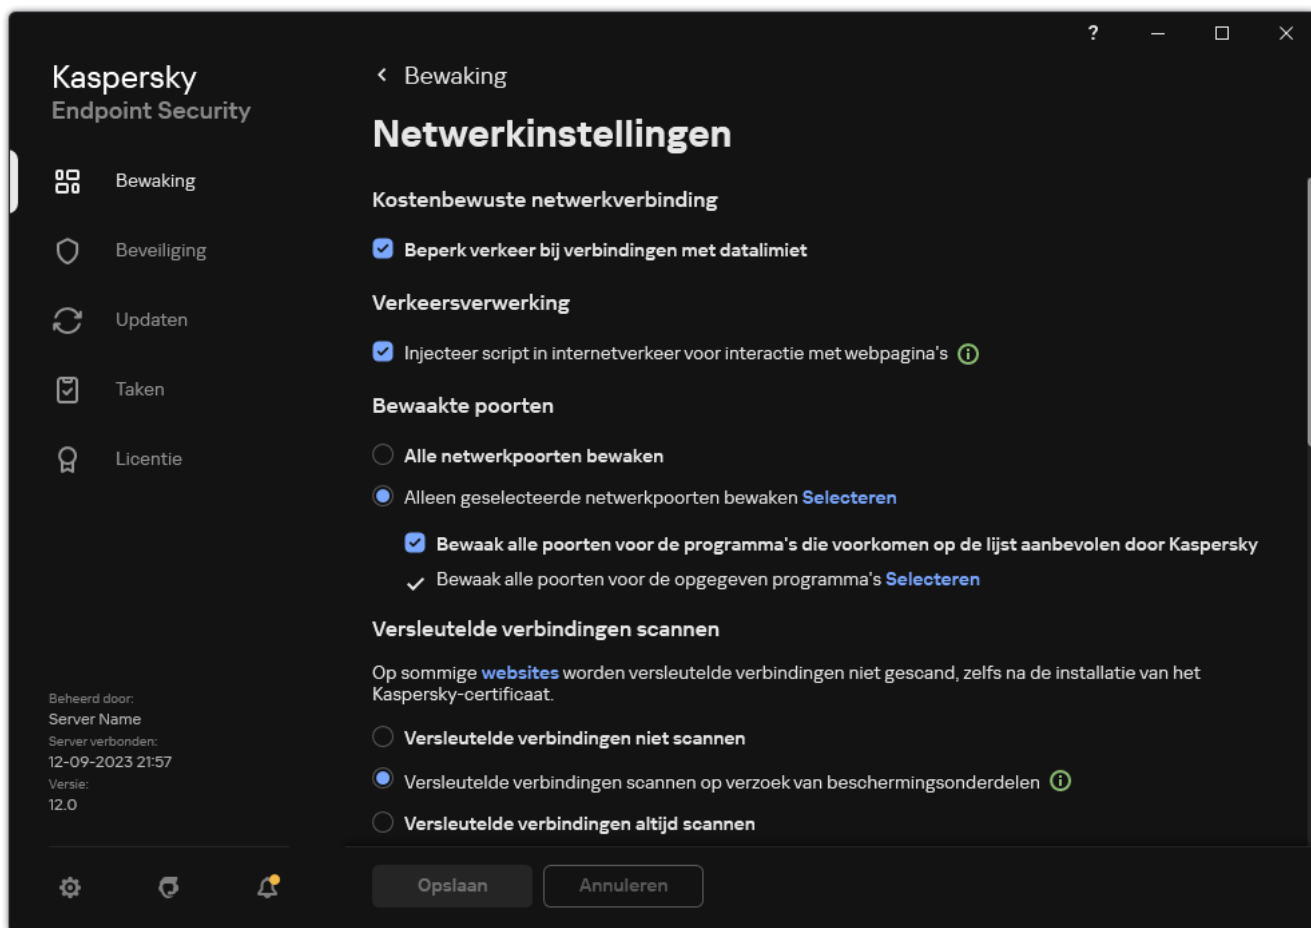 ?
Kaspersky
Endpoint Security
Bewaking
Beveiliging
Updaten
Taken
Licentie
Beheerd door:
Server Name
Server verbonden:
12-09-2023 21:57
Versie:
12.0
Bewaking
Netwerkinstellingen
Kostenbewuste netwerkverbinding
Beperk verkeer bij verbindingen met datalimiet
Verkeersverwerking
Injecteer script in internetverkeer voor interactie met webpagina's
Bewaakte poorten
Alle netwerkpoorten bewaken
Alleen geselecteerde netwerkpoorten bewaken Selecteren
Bewaak alle poorten voor de programma's die voorkomen op de lijst aanbevolen door Kaspersky
Bewaak alle poorten voor de opgegeven programma's Selecteren
Versleutelde verbindingen scannen
Op sommige websites worden versleutelde verbindingen niet gescand, zelfs na de installatie van het
Kaspersky-certificaat.
Versleutelde verbindingen niet scannen
Versleutelde verbindingen scannen op verzoek van beschermingsonderdelen
Versleutelde verbindingen altijd scannen
Opslaan
Annuleren